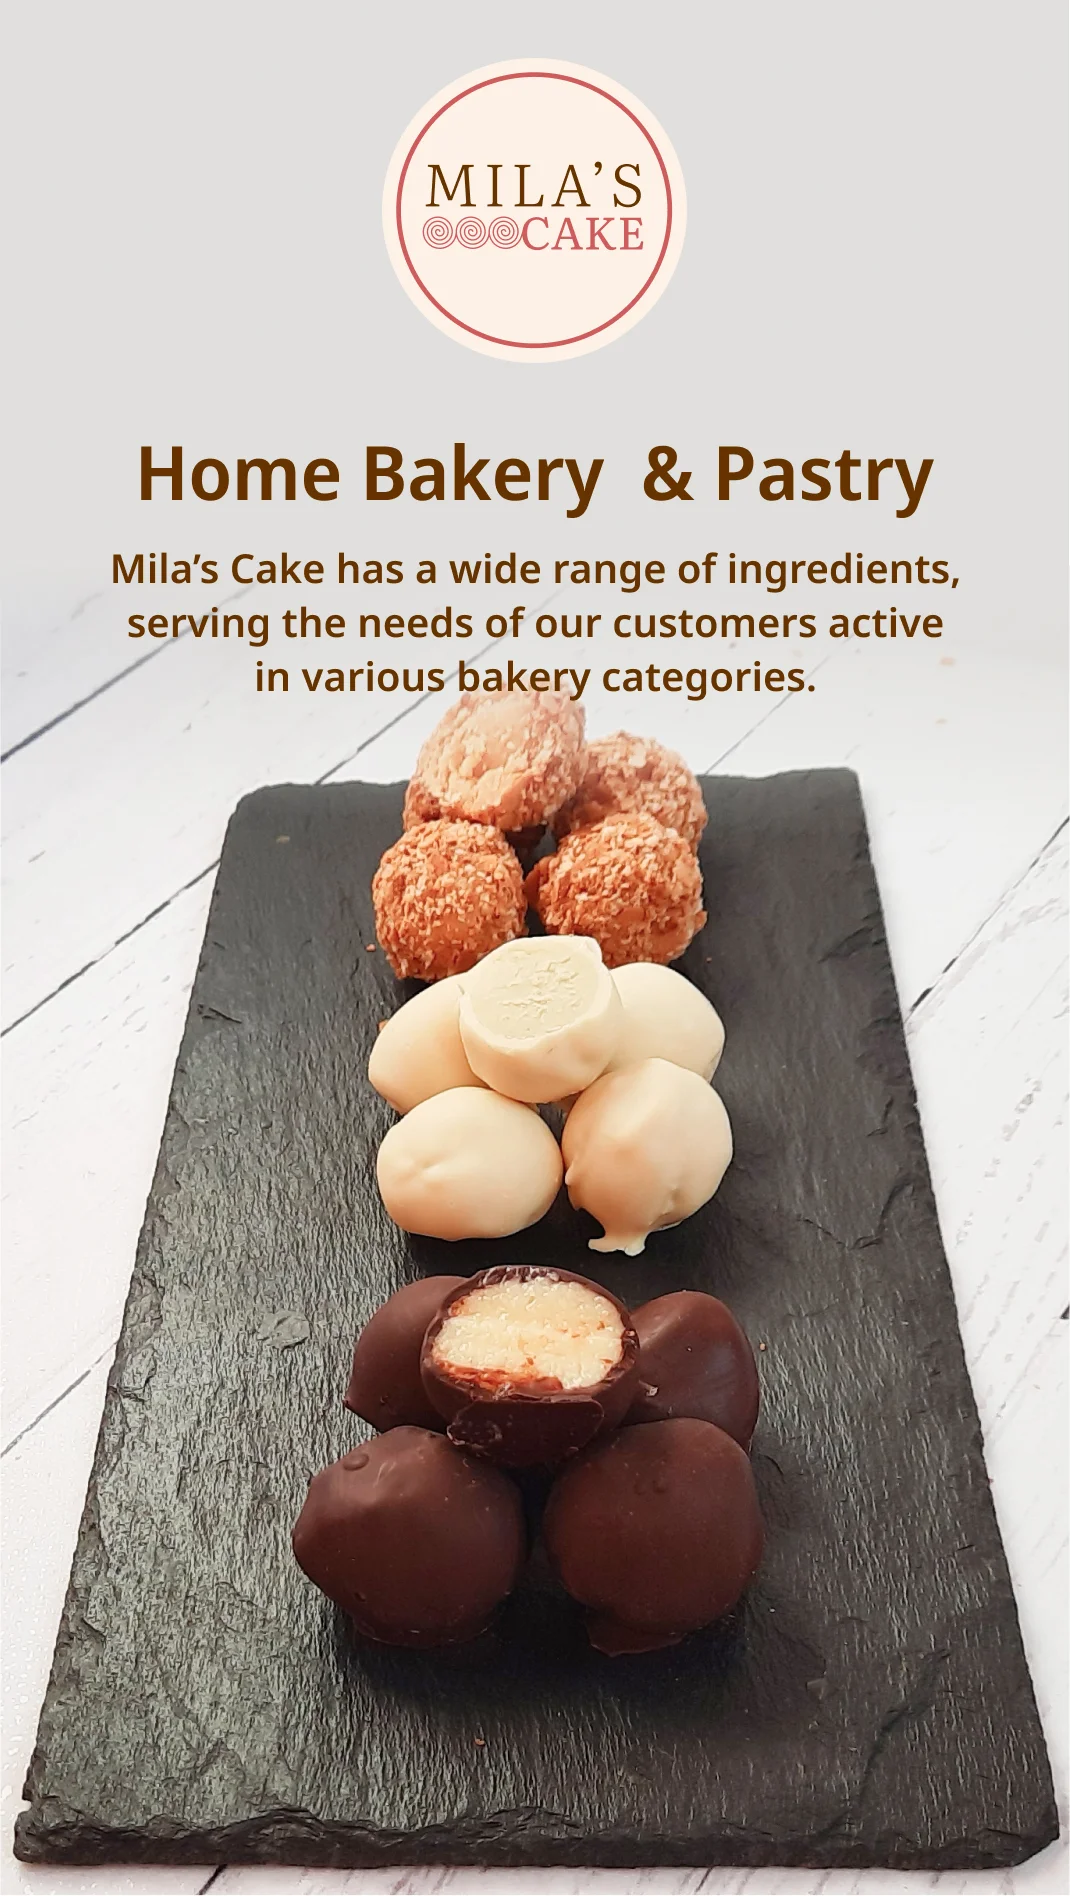 MILA’S
CAKE
Home Bakery & Pastry
Mila’s Cake has a wide range of ingredients,
serving the needs of our customers active
in various bakery categories.